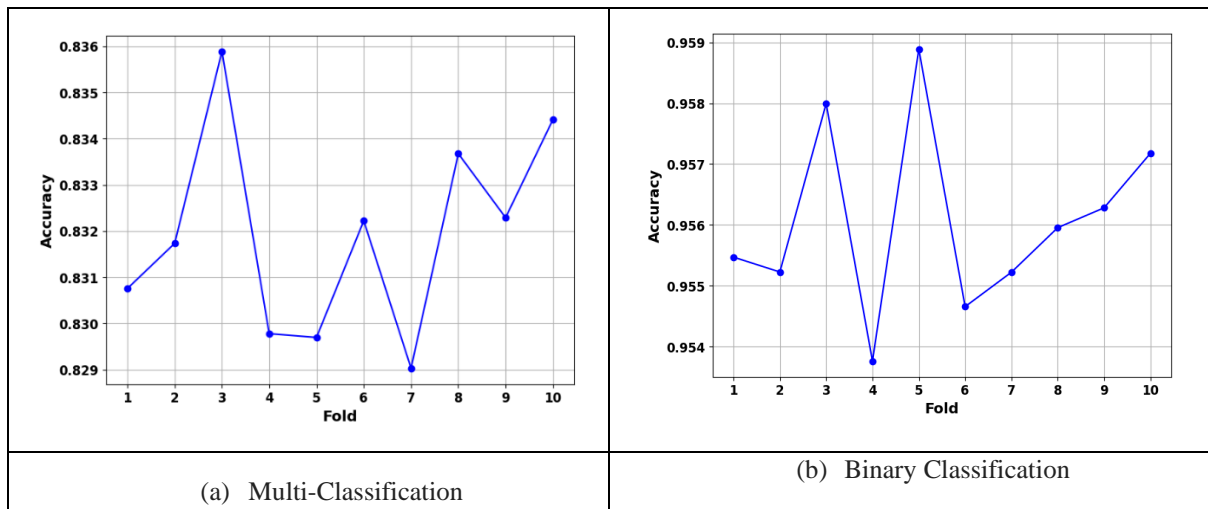 0.836
0.835
0.834
0.833
0.832
0.831
0.830
0.829
Accuracy
1 2 3 4 5 6 7 8 9 10
Fold
0.959
0.958
0.957
0.956
0.955
0.954
Accuracy
1 2 3 4 5 6 7 8 9 10
Fold
(a) Multi-Classification
(b) Binary Classification